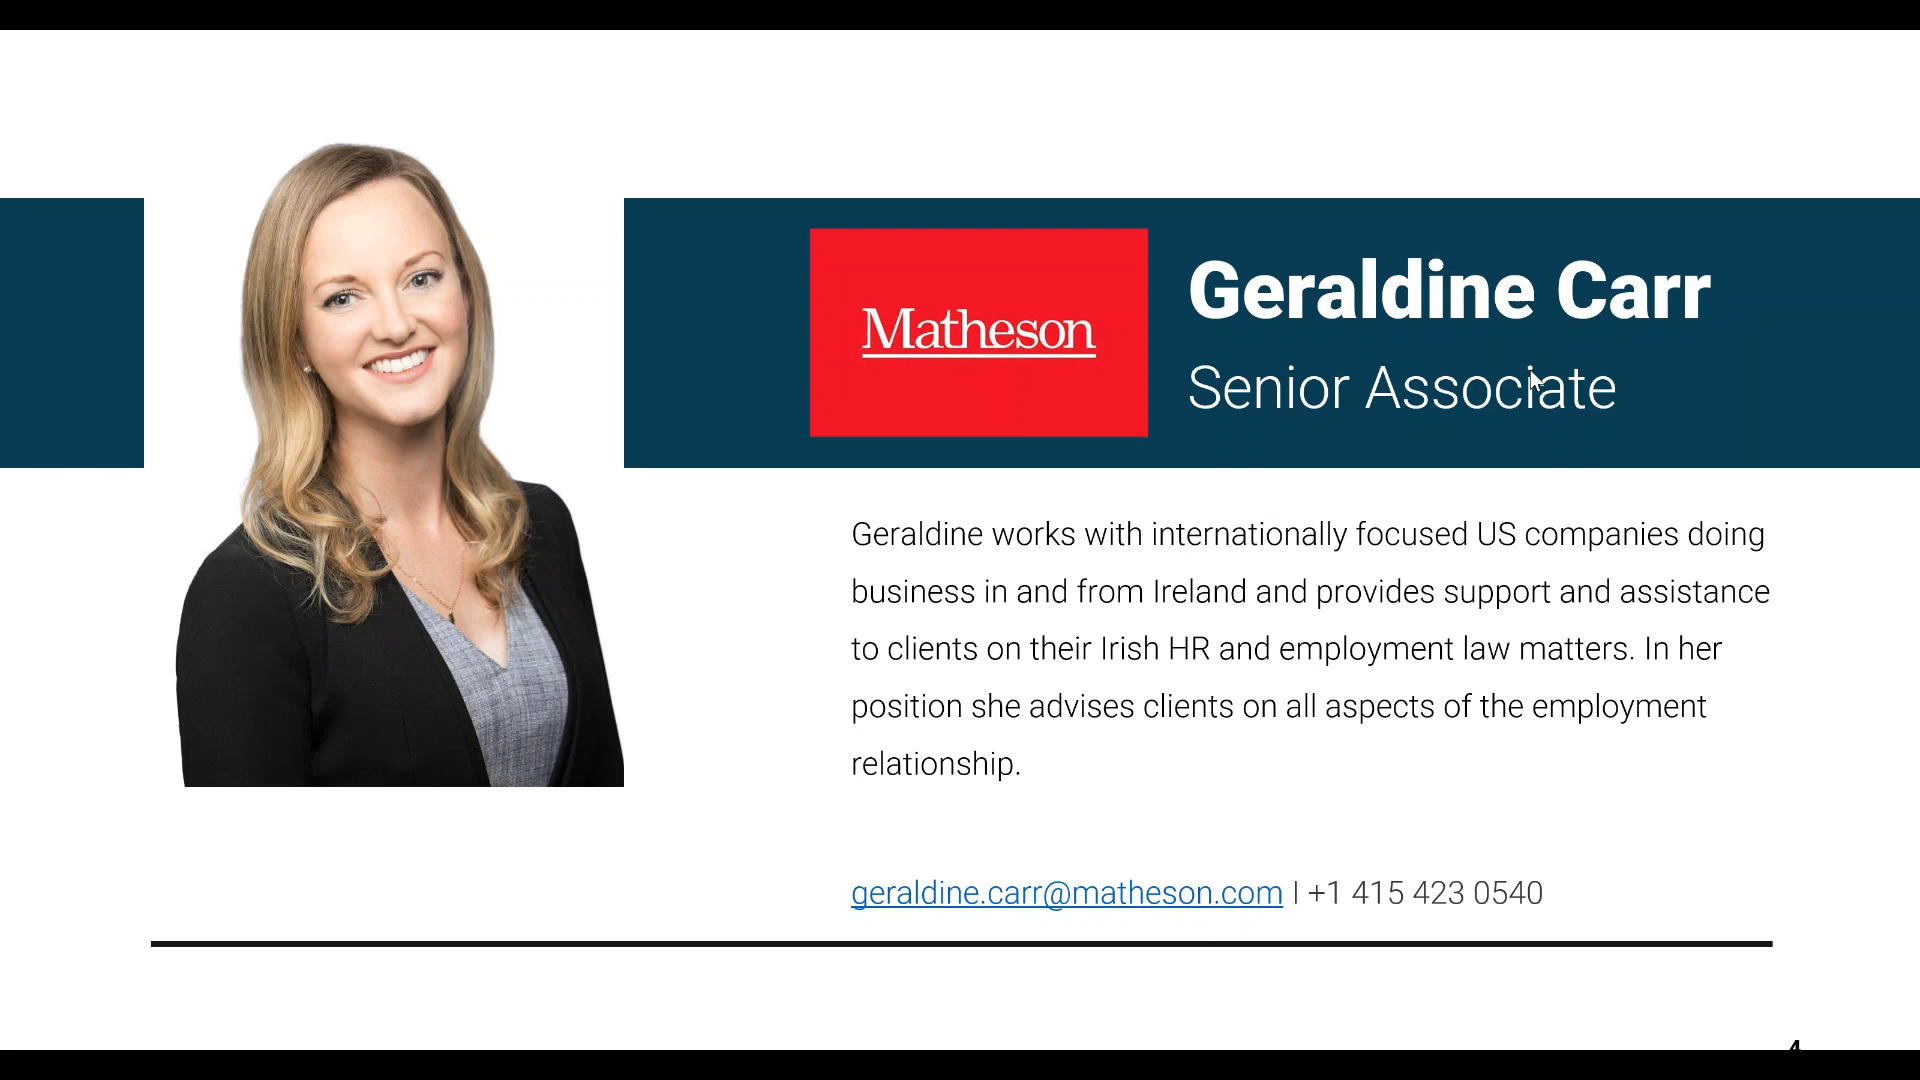 Matheson
Geraldine Carr
Senior Associate
Geraldine works with internationally focused US companies doing
business in and from Ireland and provides support and assistance
to clients on their Irish HR and employment law matters. In her
position she advises clients on all aspects of the employment
relationship.
geraldine.carr@matheson.com | +1 415 423 0540
4